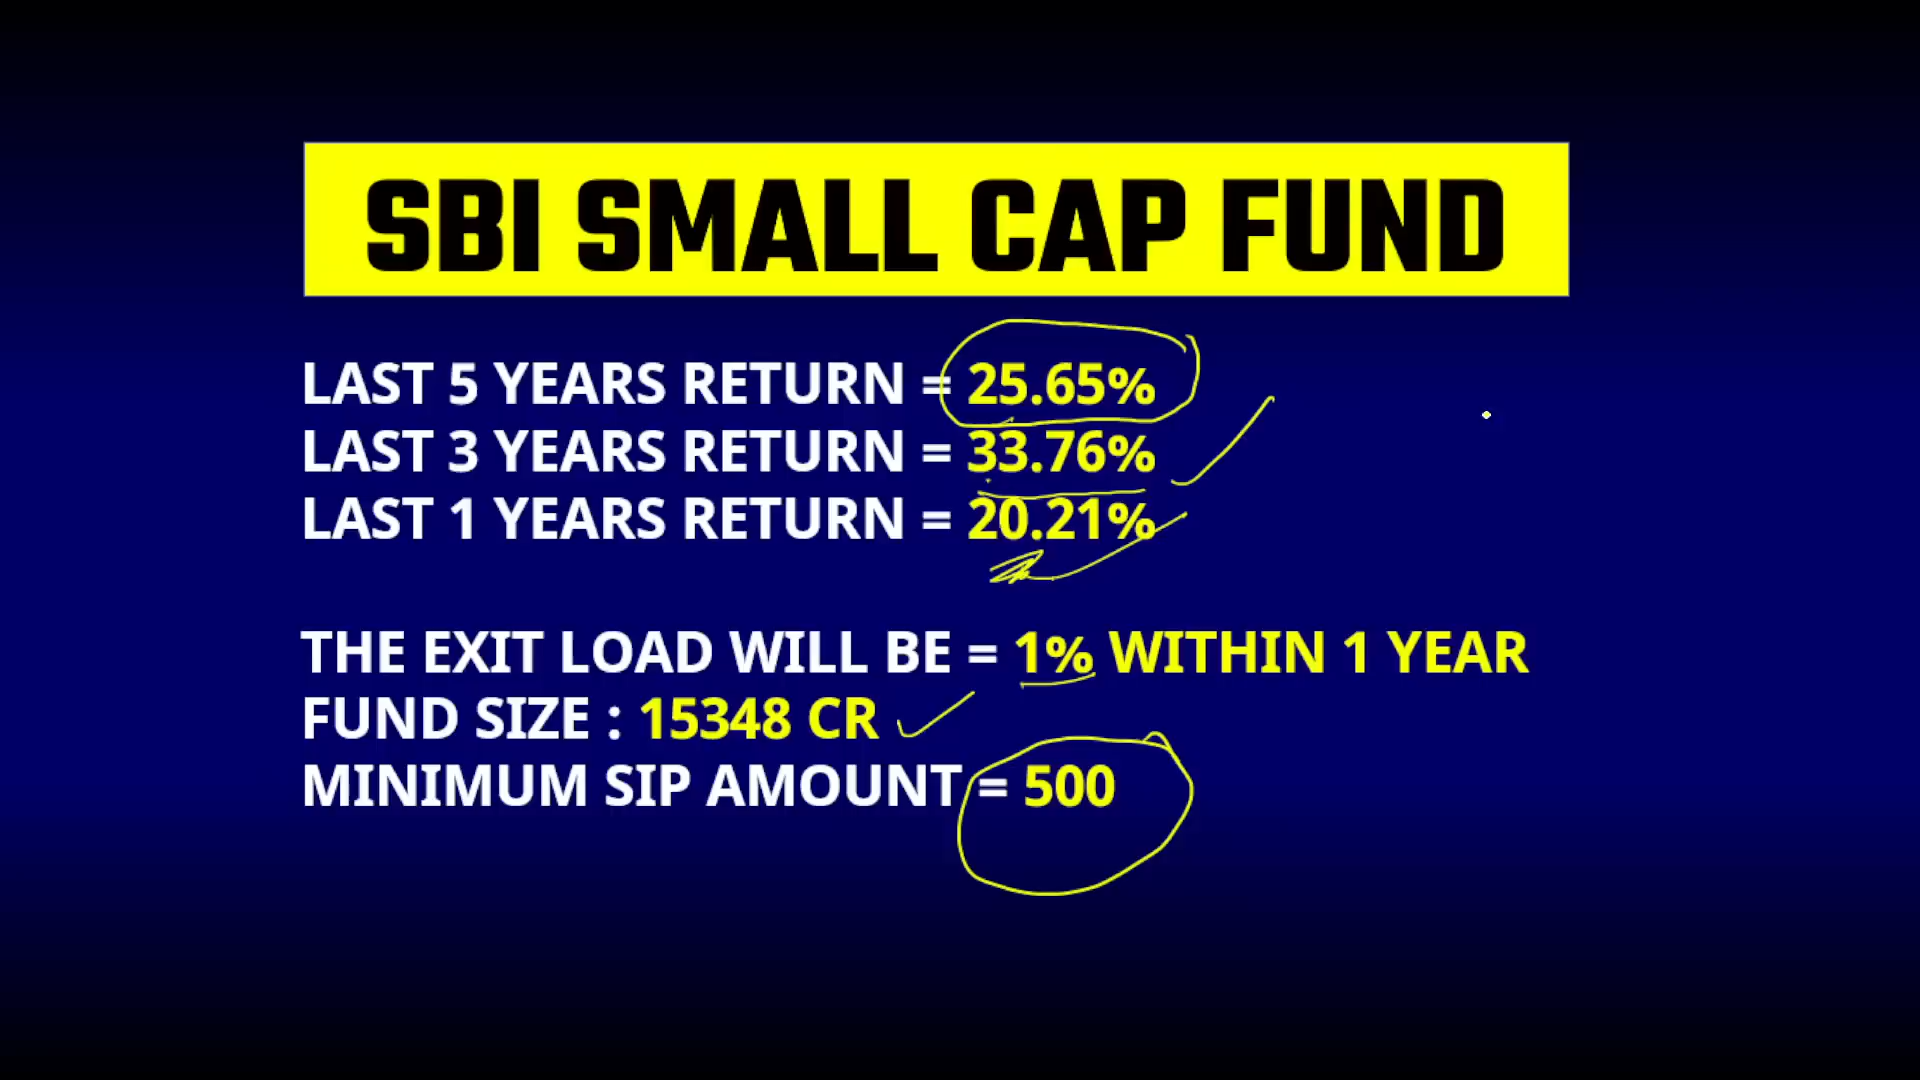 SBI SMALL CAP FUND
LAST 5 YEARS RETURN = 25.65%
LAST 3 YEARS RETURN = 33.76%
LAST 1 YEARS RETURN = 20.21%
THE EXIT LOAD WILL BE = 1% WITHIN 1 YEAR
FUND SIZE : 15348 CR
MINIMUM SIP AMOUNT = 500